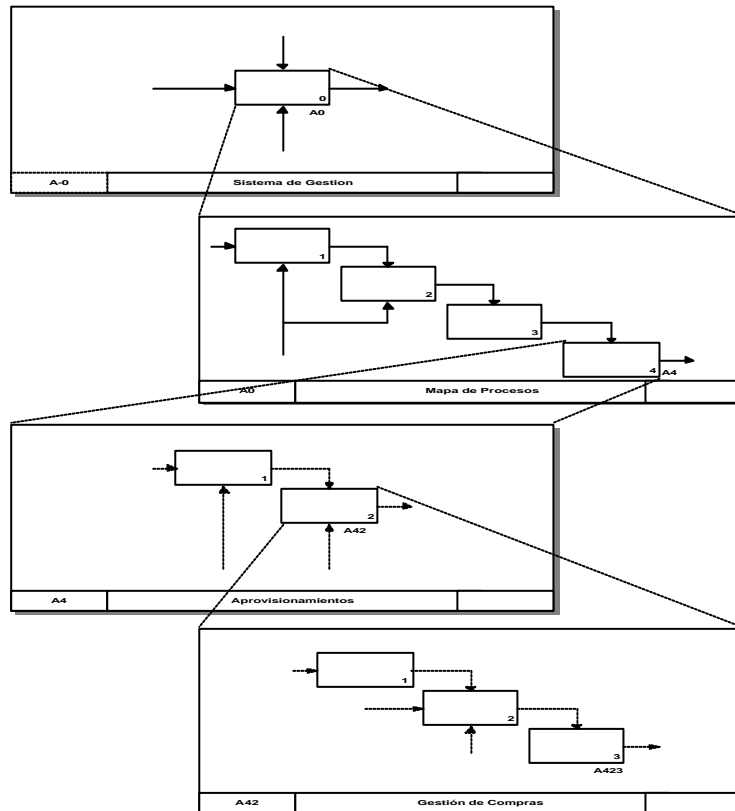 0
A0
A-0 Sistema de Gestion
1
2
3
4 A4
A0 Mapa de Procesos
1
2
A42
A4 Aprovisionamientos
1
2
3
A423
A42 Gestión de Compras